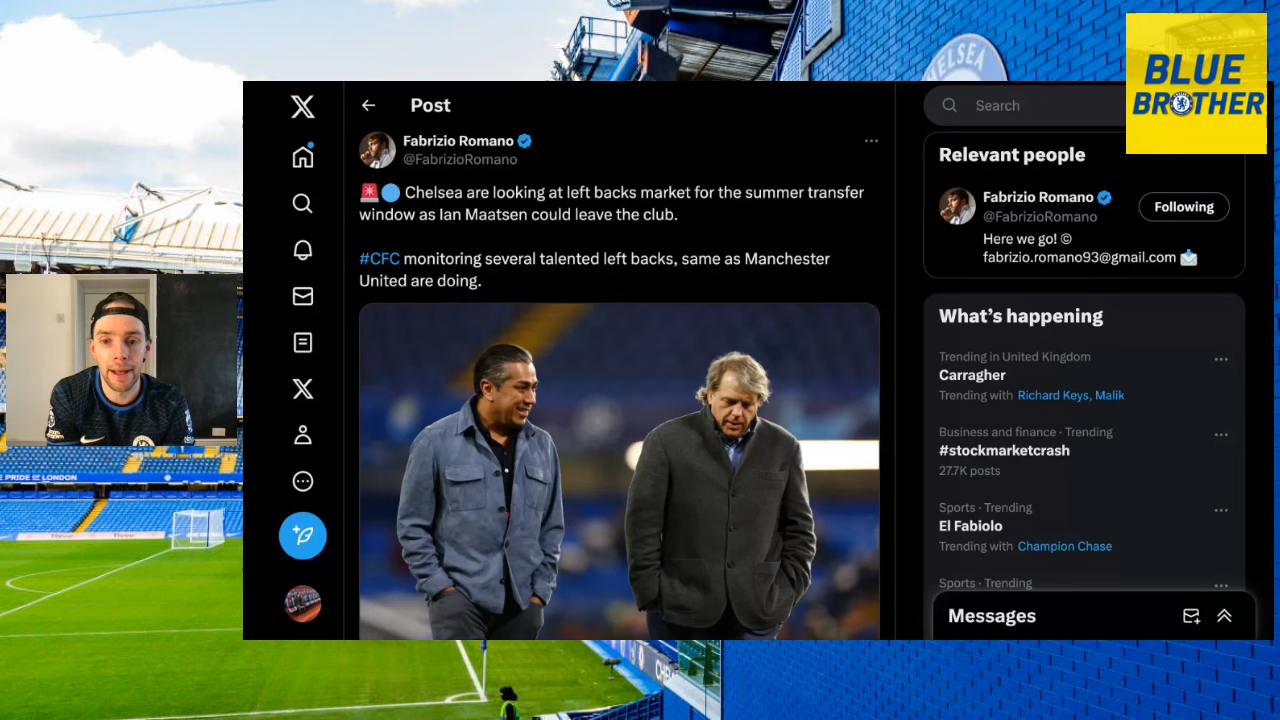 CHELSEA
BLUE
BROTHER
Post
Search
Fabrizio Romano
@FabrizioRomano
🚨🔵 Chelsea are looking at left backs market for the summer transfer
window as Ian Maatsen could leave the club.
#CFC monitoring several talented left backs, same as Manchester
United are doing.
Relevant people
Fabrizio Romano
@FabrizioRomano
Following
Here we go! ©
fabrizio.romano93@gmail.com 📩
What's happening
Trending in United Kingdom
Carragher
Trending with Richard Keys, Malik
Business and finance · Trending
#stockmarketcrash
27.7K posts
Sports · Trending
El Fabiolo
Trending with Champion Chase
Sports · Trending
Messages
E PRIDE OF LONDON